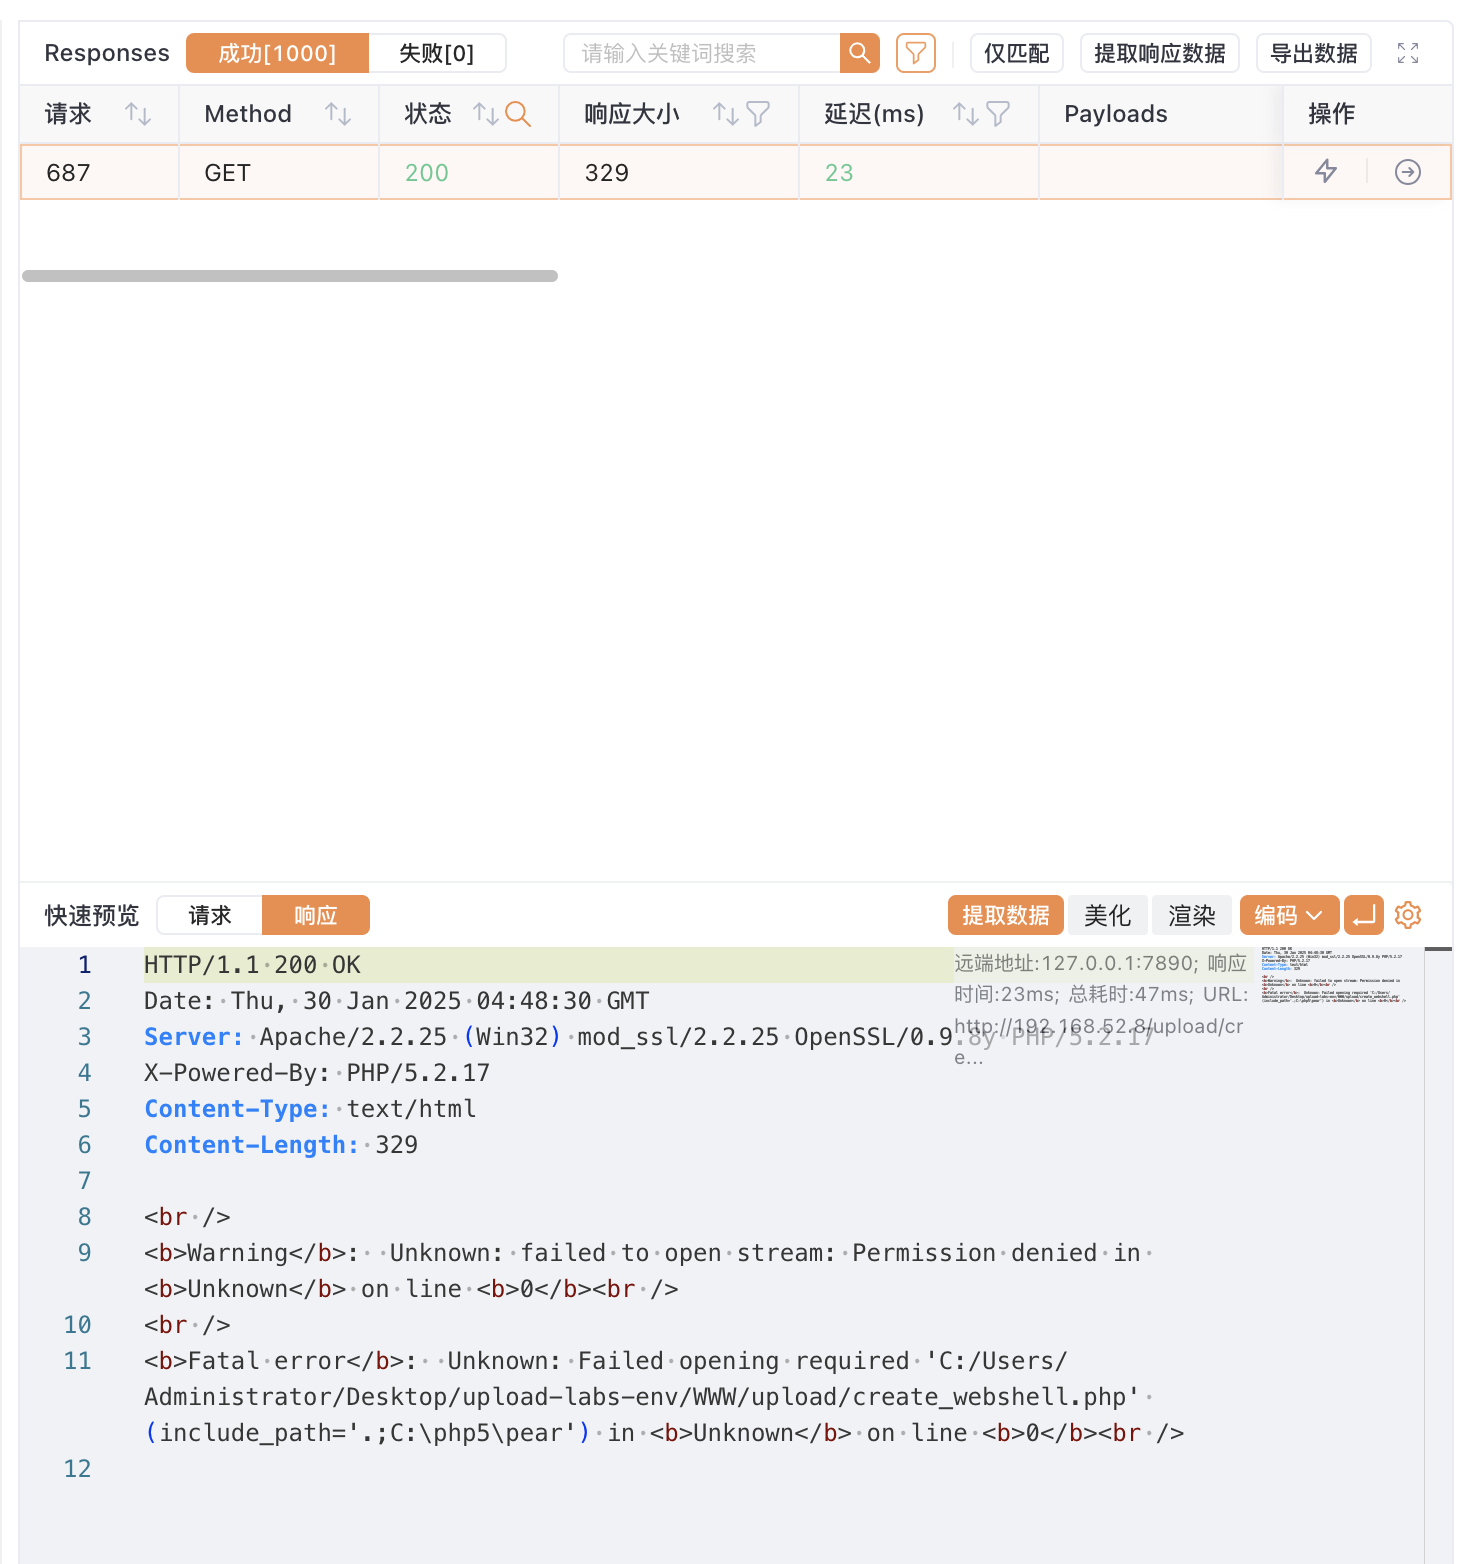 Responses 成功[1000] 失败[0] 请输入关键词搜索 仅匹配 提取响应数据 导出数据
请求 Method 状态 响应大小 延迟(ms) Payloads 操作
687 GET 200 329 23
快速预览 请求 响应 提取数据 美化 渲染 编码
1 HTTP/1.1 200 OK
2 Date: Thu, 30 Jan 2025 04:48:30 GMT
3 Server: Apache/2.2.25 (Win32) mod_ssl/2.2.25 OpenSSL/0.9.8y PHP/5.2.17
4 X-Powered-By: PHP/5.2.17
5 Content-Type: text/html
6 Content-Length: 329
7
8 <br />
9 <b>Warning</b>:  Unknown: failed to open stream: Permission denied in
<b>Unknown</b> on line <b>0</b><br />
10 <br />
11 <b>Fatal error</b>:  Unknown: Failed opening required 'C:/Users/
Administrator/Desktop/upload-labs-env/WWW/upload/create_webshell.php'
(include_path='.;C:\php5\pear') in <b>Unknown</b> on line <b>0</b><br />
12
远端地址:127.0.0.1:7890; 响应
时间:23ms; 总耗时:47ms; URL:
http://192.168.52.8/upload/cr
e...